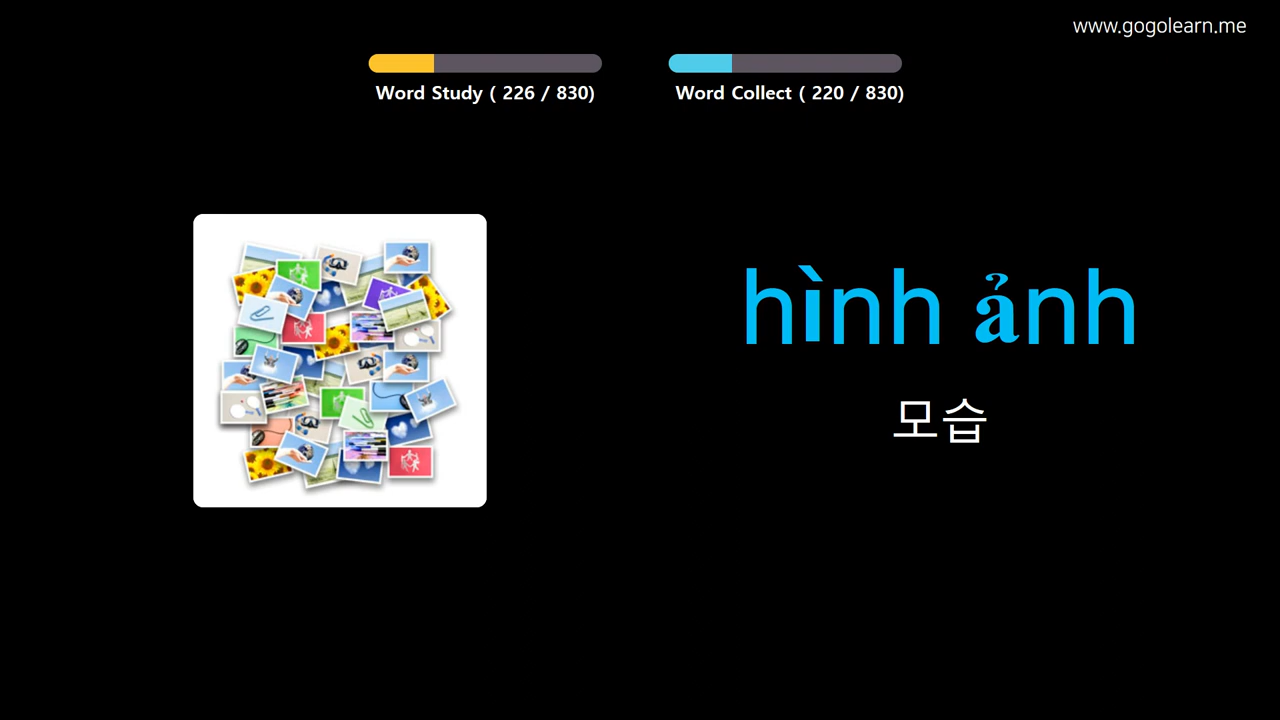 www.gogolearn.me
Word Study ( 226 / 830)
Word Collect ( 220 / 830)
hình ảnh
모습